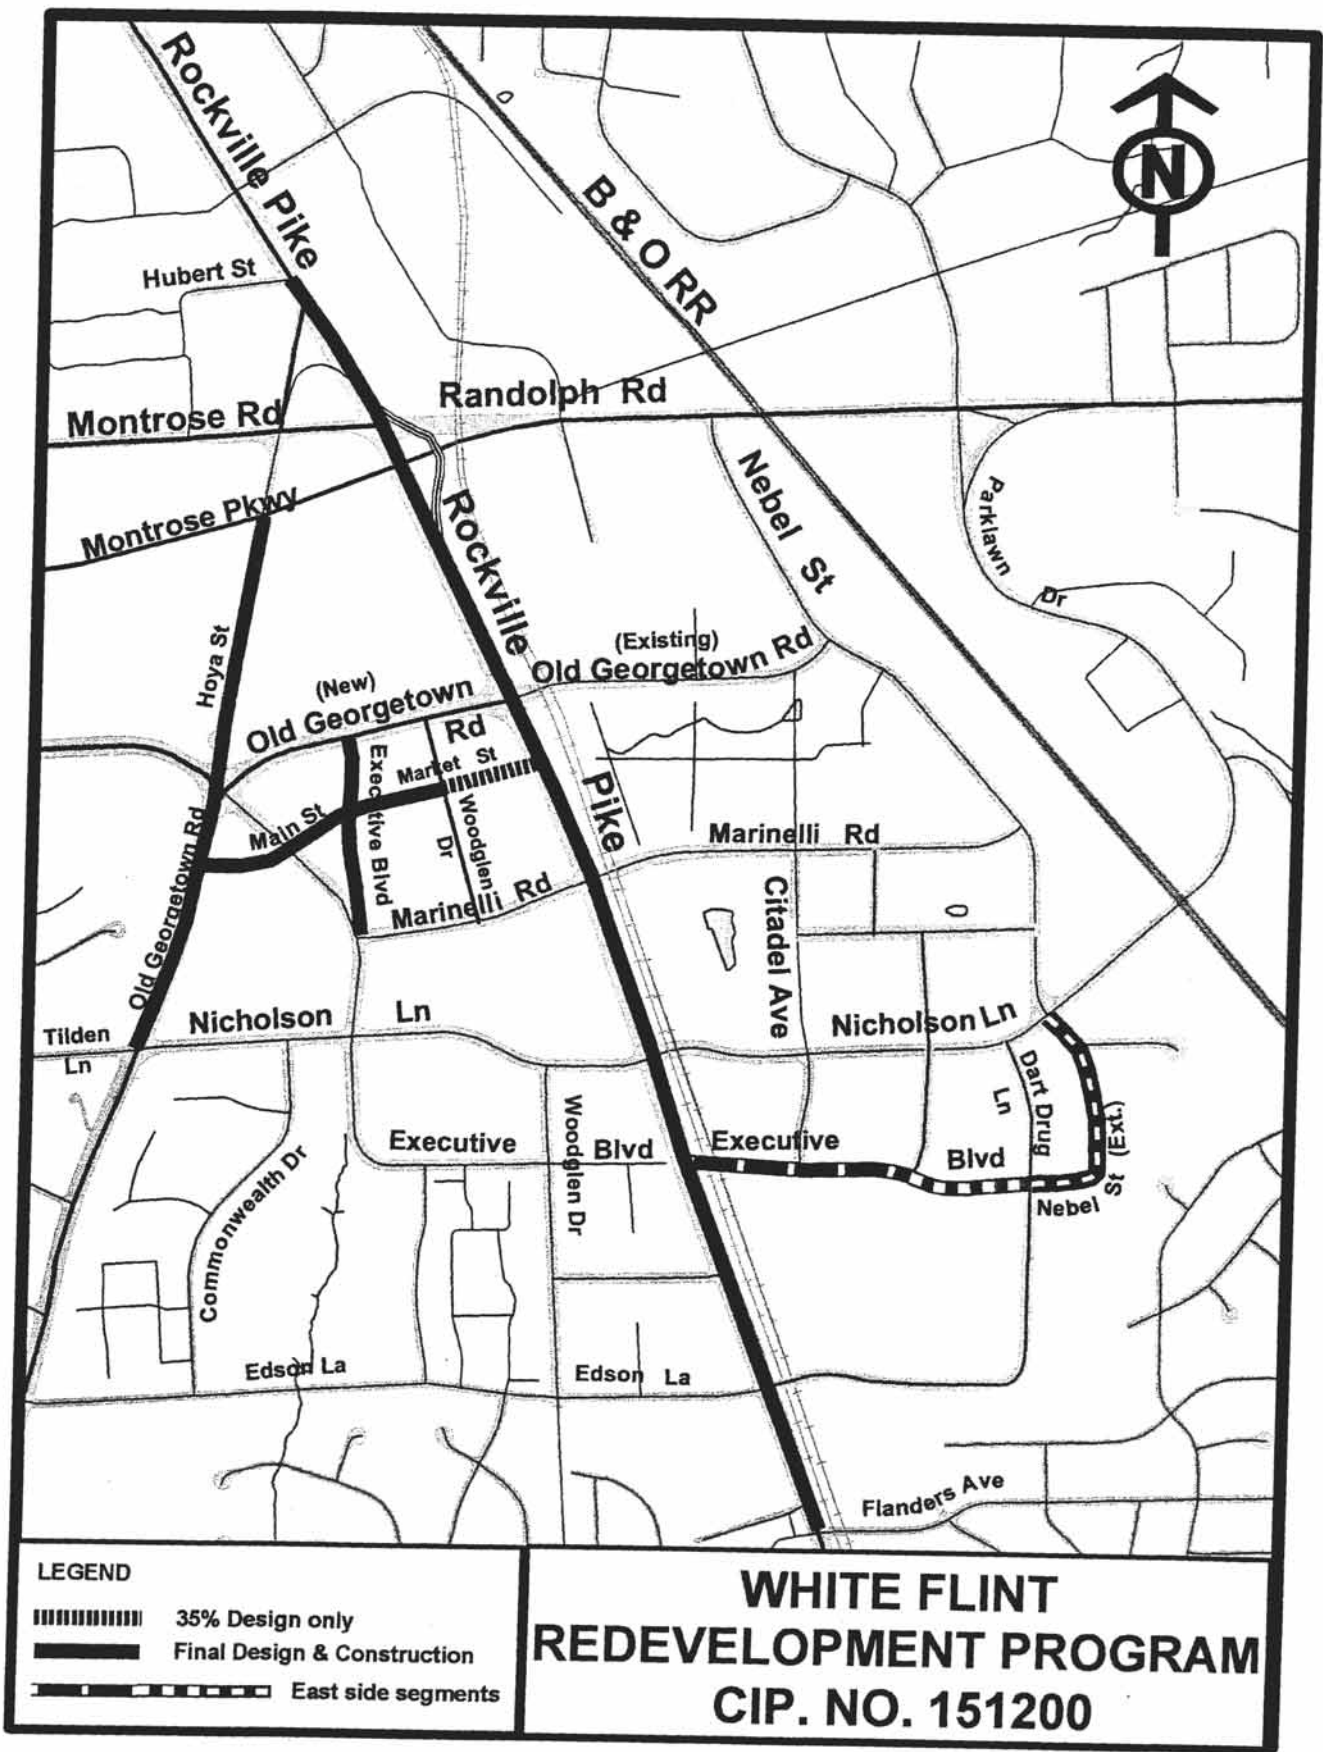 Rockville Pike
N
B & O RR
Hubert St
Randolph Rd
Montrose Rd
Montrose Pkwy
Rockville
Pike
Nebel St
Parklawn
Dr
Hoya St
(Existing)
Old Georgetown Rd
(New)
Old Georgetown
Rd
Executive Blvd
Market St
Main St
Woodglen
Dr
Marinelli Rd
Marinelli Rd
Old Georgetown Rd
Citadel Ave
Tilden
Ln
Nicholson Ln
Nicholson Ln
Dart Drug
Ln
Executive Blvd
Woodglen Dr
Executive Blvd
Nebel
St (Ext.)
Commonwealth Dr
Edson La
Edson La
Flanders Ave
LEGEND
35% Design only
Final Design & Construction
East side segments
WHITE FLINT
REDEVELOPMENT PROGRAM
CIP. NO. 151200